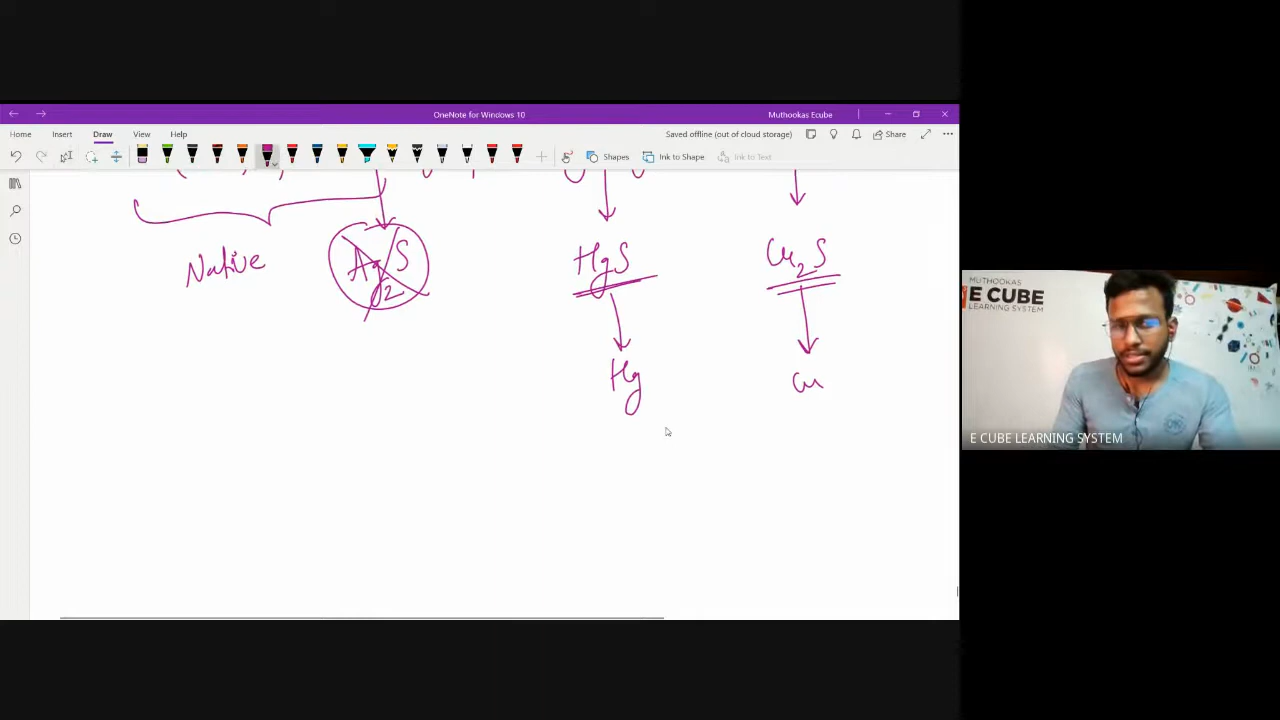 OneNote for Windows 10
Muthookas Ecube
Home Insert Draw View Help
Saved offline (out of cloud storage)
Share
Shapes
Ink to Shape
Ink to Text
Native
Ag2S
HgS
Cu2S
Hg
Cu
MUTHOOKAS
E CUBE
LEARNING SYSTEM
E CUBE LEARNING SYSTEM